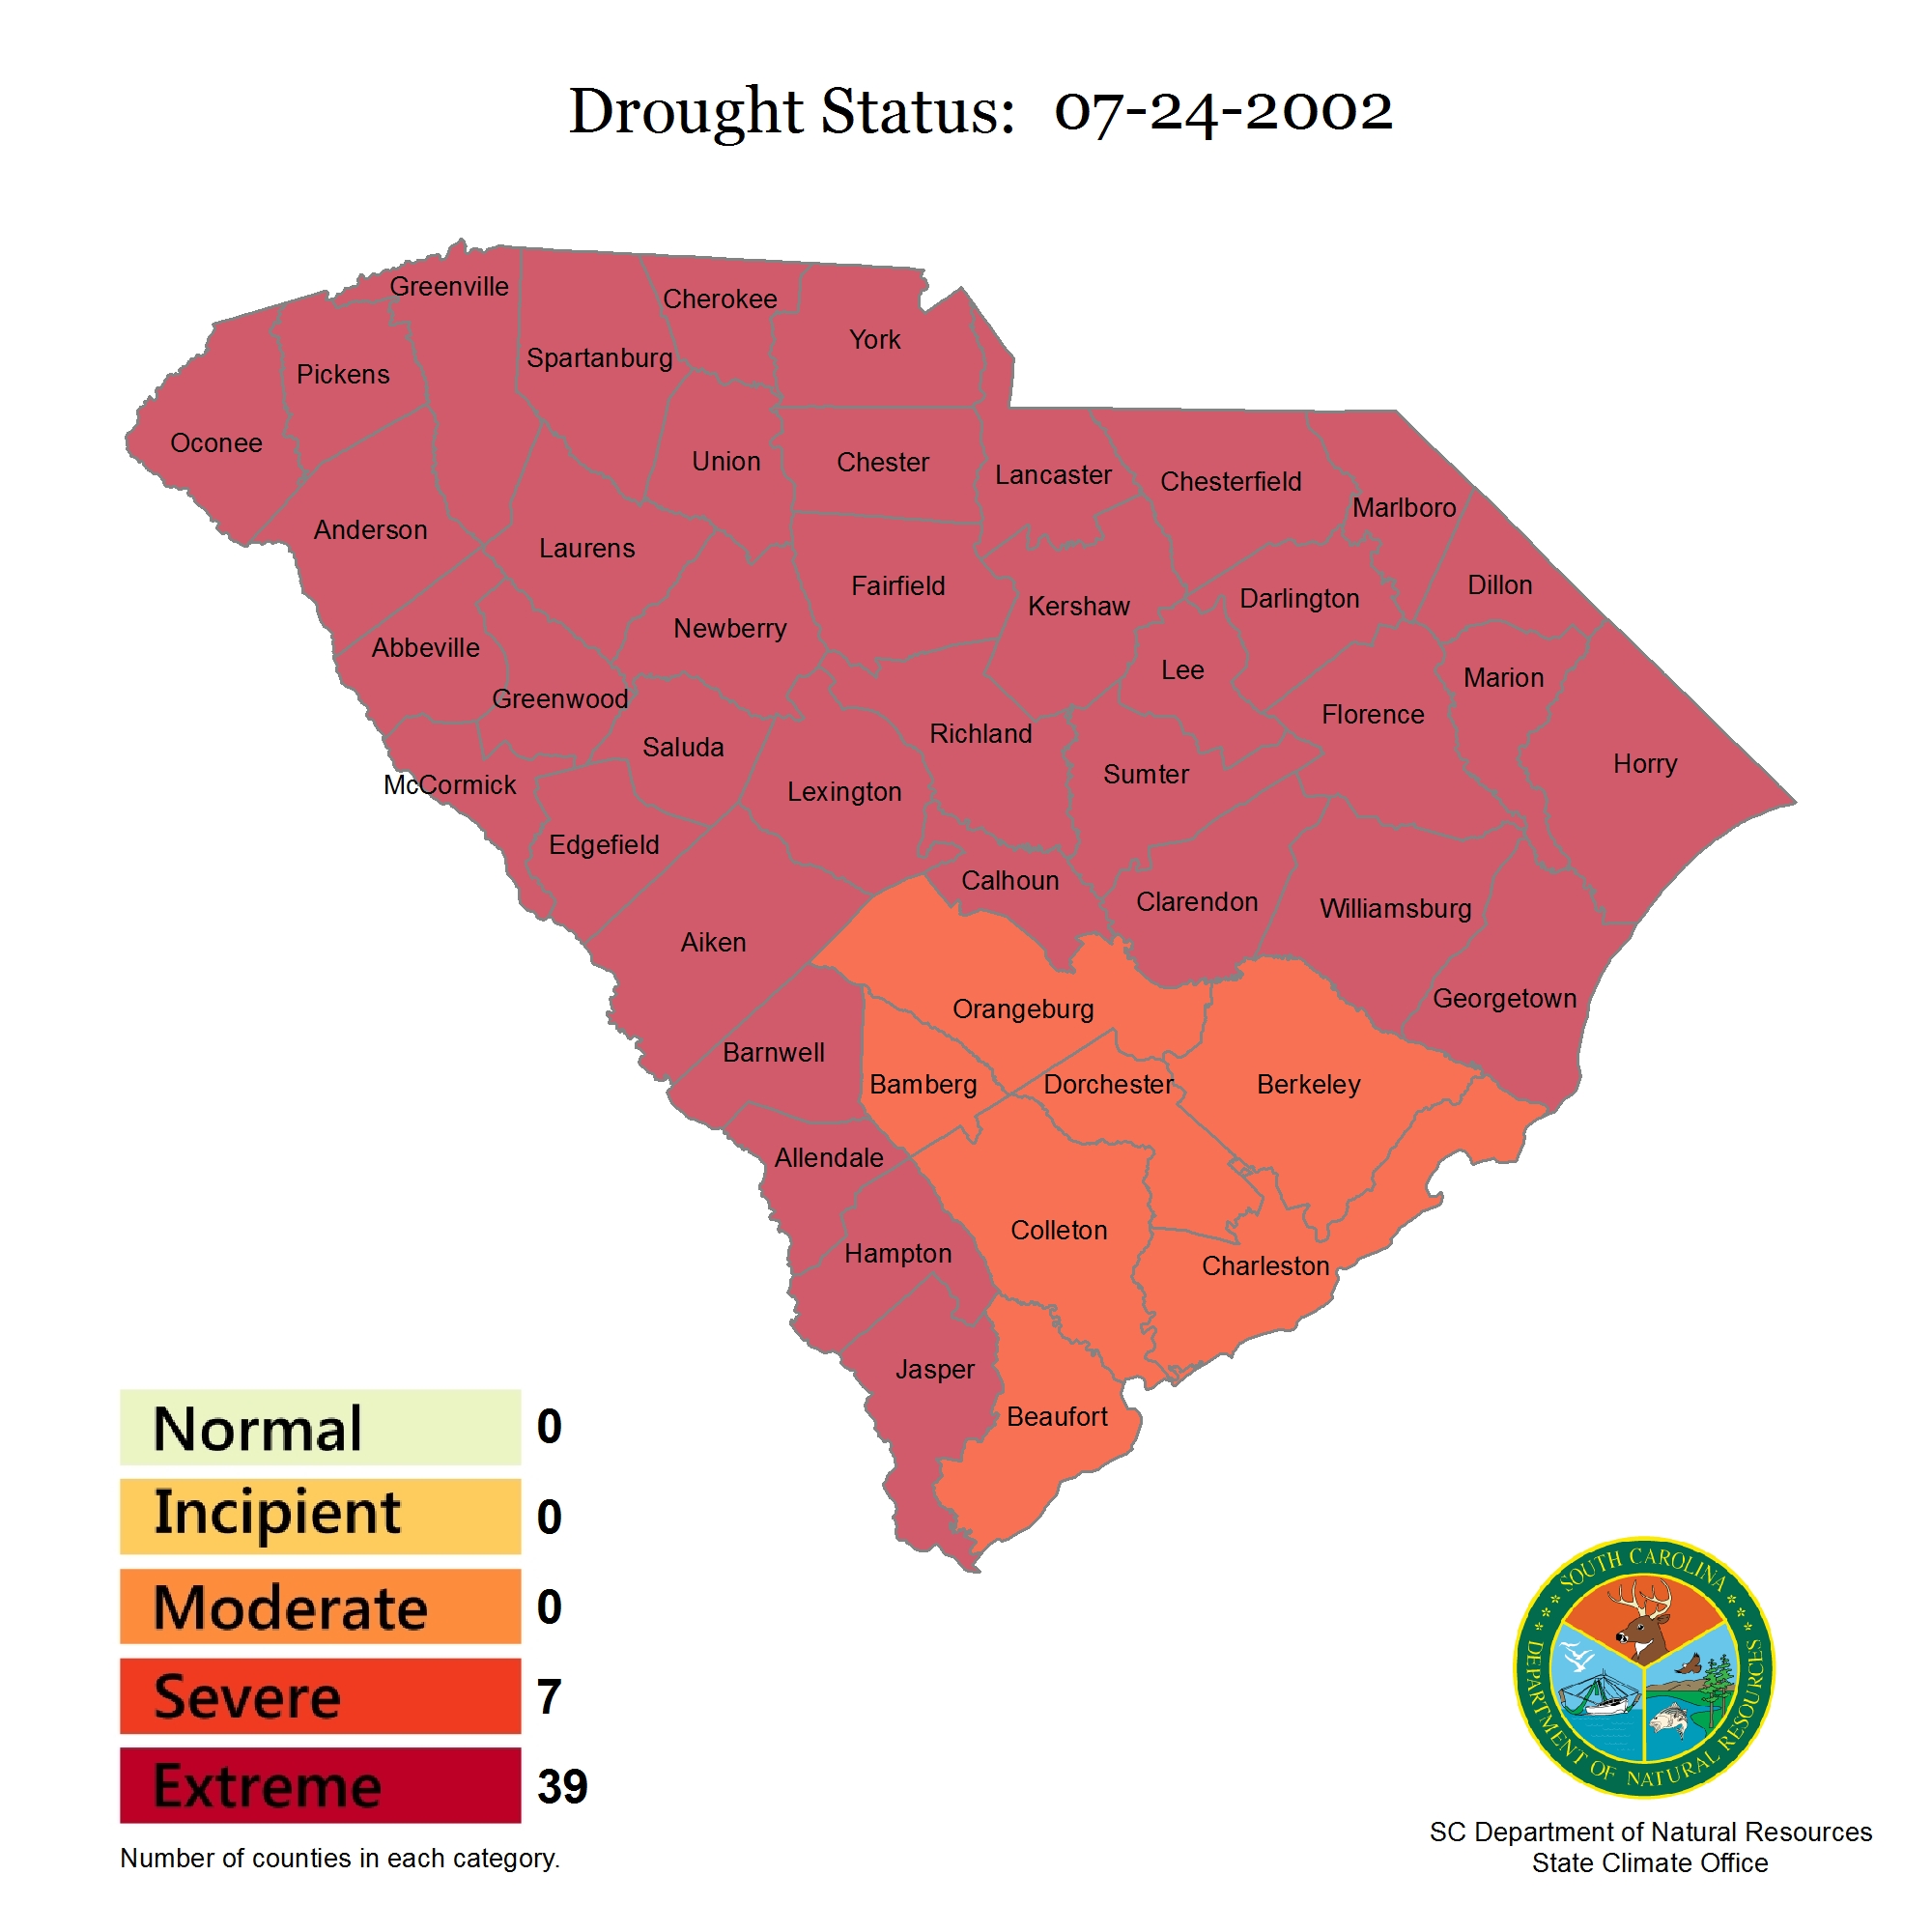 Drought Status: 07-24-2002
Greenville
Cherokee
York
Spartanburg
Pickens
Oconee
Union
Chester
Lancaster
Chesterfield
Marlboro
Anderson
Laurens
Fairfield
Kershaw
Darlington
Dillon
Newberry
Abbeville
Lee
Marion
Greenwood
Florence
Richland
Saluda
Horry
Sumter
McCormick
Lexington
Edgefield
Calhoun
Clarendon
Williamsburg
Aiken
Georgetown
Orangeburg
Barnwell
Bamberg
Dorchester
Berkeley
Allendale
Colleton
Hampton
Charleston
Jasper
Beaufort
Normal 0
Incipient 0
Moderate 0
Severe 7
Extreme 39
Number of counties in each category.
SOUTH CAROLINA
DEPARTMENT OF NATURAL RESOURCES
SC Department of Natural Resources
State Climate Office